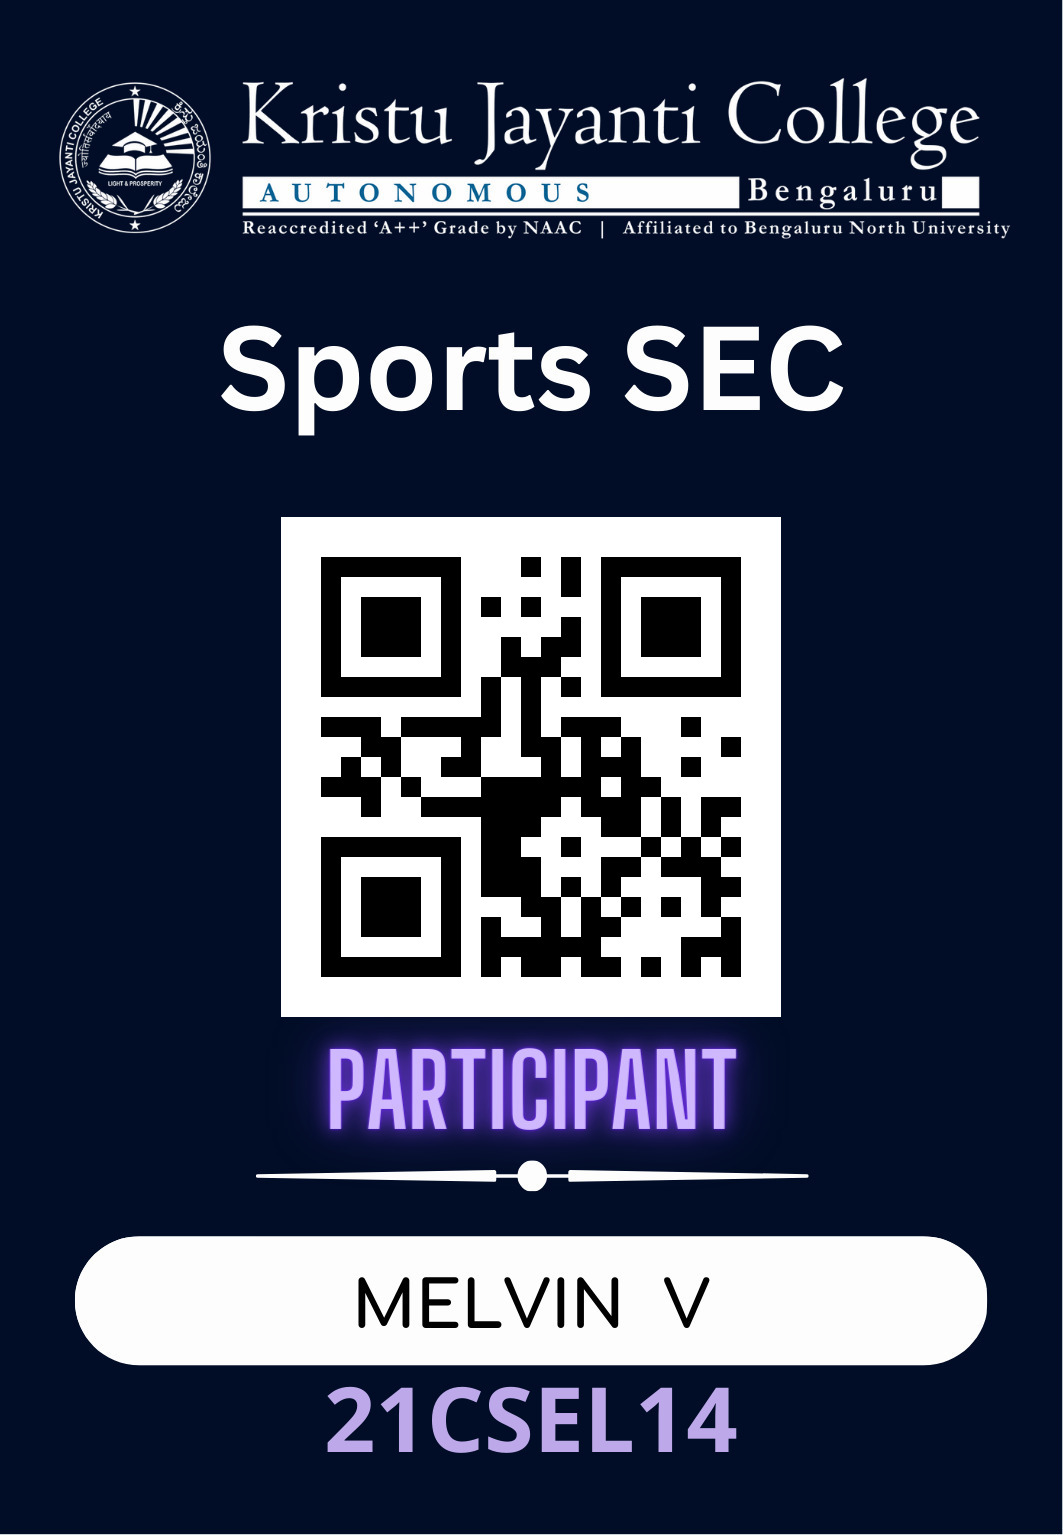 KRISTU JAYANTI COLLEGE
ಕ್ರಿಸ್ತು ಜಯಂತಿ ಕಾಲೇಜು
LIGHT & PROSPERITY
Kristu Jayanti College
AUTONOMOUS Bengaluru
Reaccredited ‘A++’ Grade by NAAC | Affiliated to Bengaluru North University
Sports SEC
PARTICIPANT
MELVIN V
21CSEL14